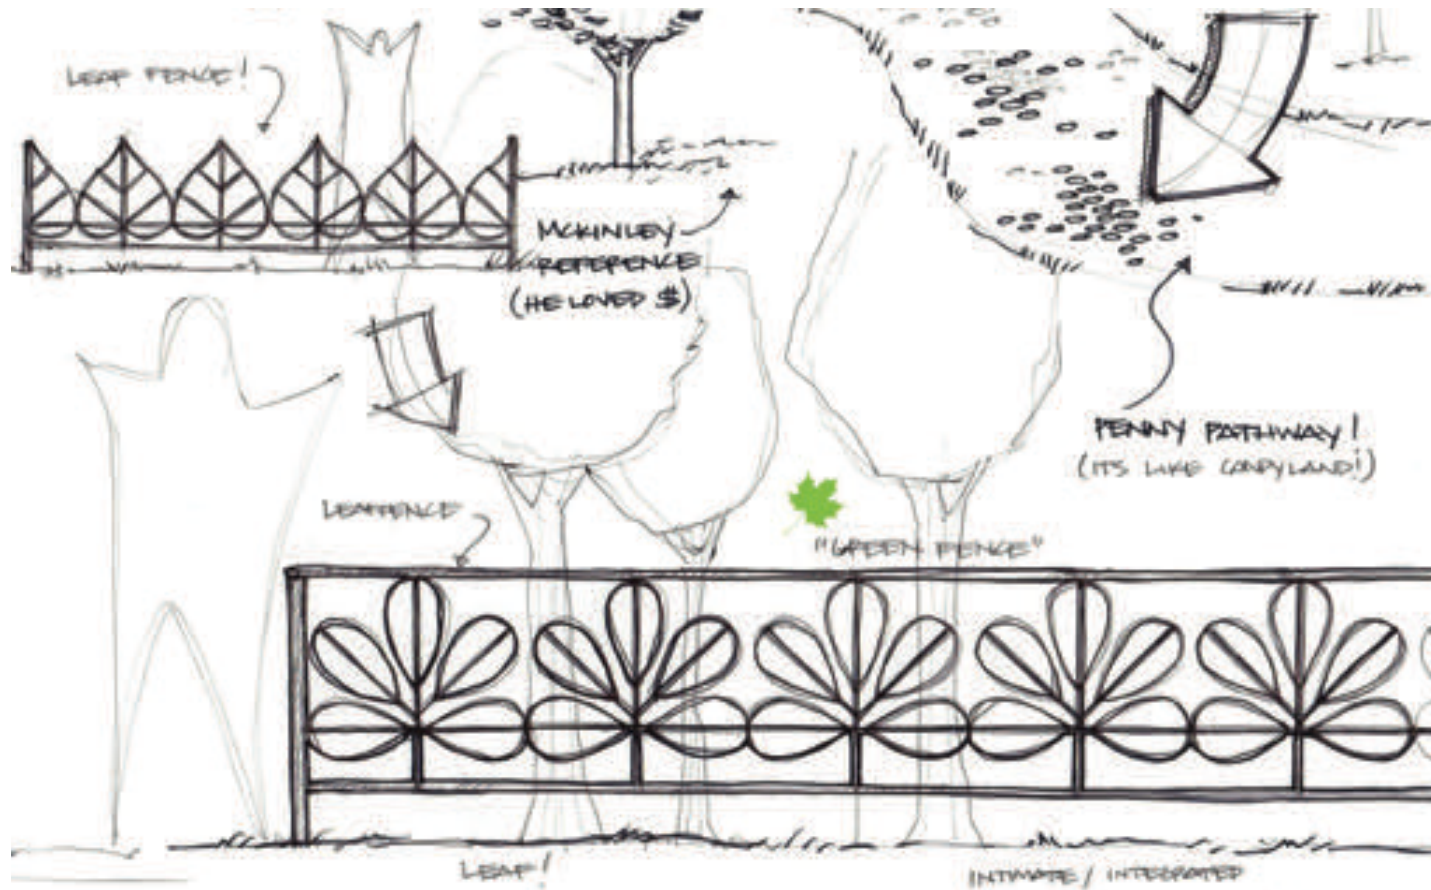 LEAF FENCE!
MCKINLEY
REFERENCE
(HE LOVED $)
PENNY PATHWAY!
(ITS LIKE CANDYLAND!)
LEAF FENCE
"GREEN FENCE"
LEAF!
INTIMATE / INTEGRATED